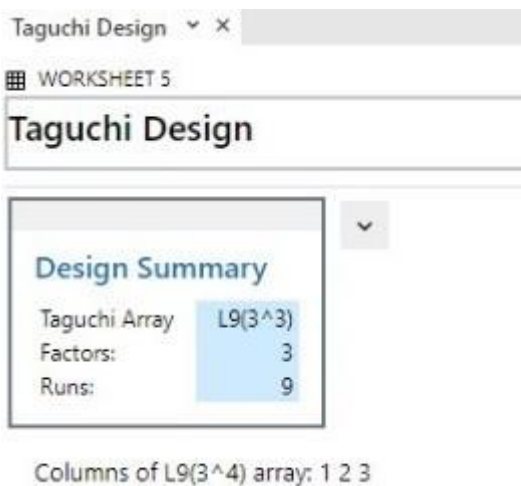 Taguchi Design
WORKSHEET 5
Taguchi Design
Design Summary
Taguchi Array L9(3^3)
Factors: 3
Runs: 9
Columns of L9(3^4) array: 1 2 3